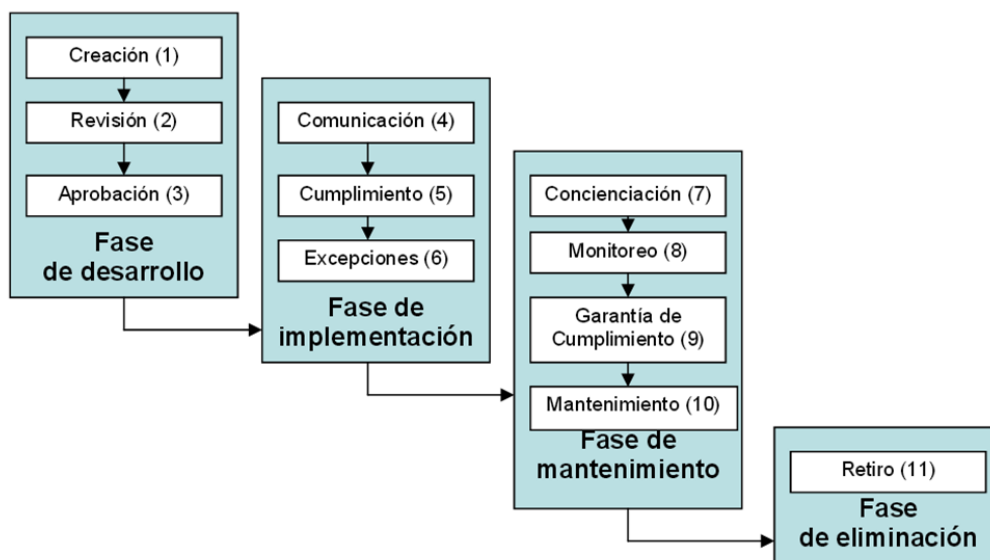 Creación (1)
Revisión (2)
Aprobación (3)
Fase
de desarrollo
Comunicación (4)
Cumplimiento (5)
Excepciones (6)
Fase de
implementación
Concienciación (7)
Monitoreo (8)
Garantía de
Cumplimiento (9)
Mantenimiento (10)
Fase de
mantenimiento
Retiro (11)
Fase
de eliminación